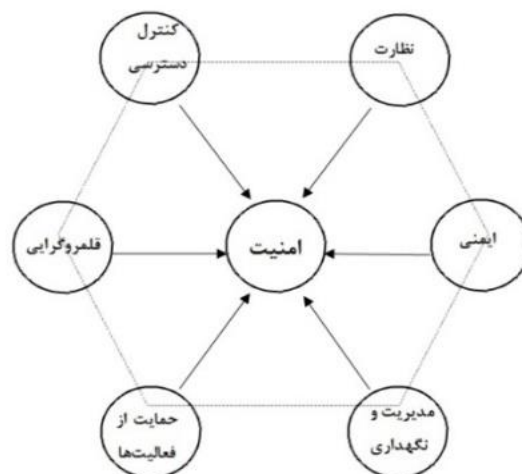 نظارت
کنترل
دسترسی
ایمنی
امنیت
قلمروگرایی
مدیریت و
نگهداری
حمایت از
فعالیت‌ها